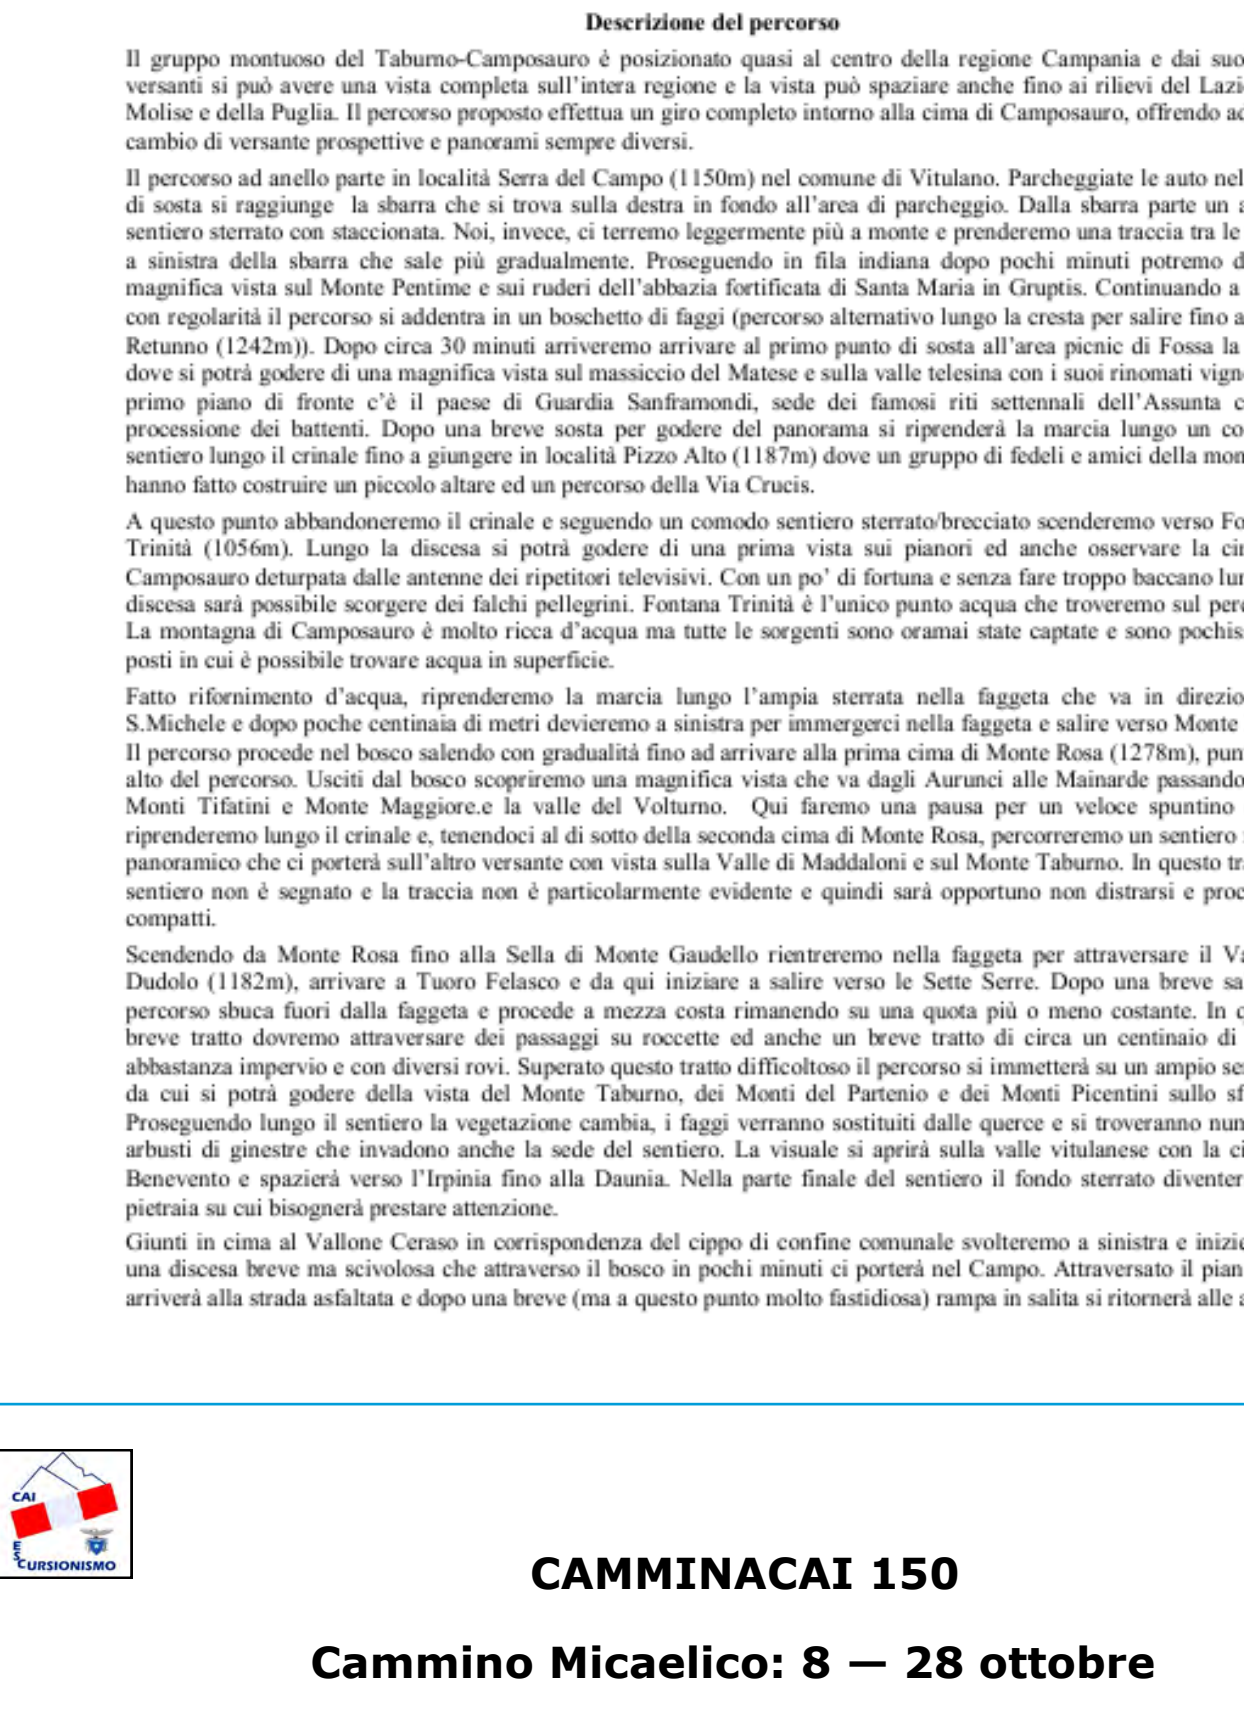 Descrizione del percorso
Il gruppo montuoso del Taburno-Camposauro è posizionato quasi al centro della regione Campania e dai suo
versanti si può avere una vista completa sull'intera regione e la vista può spaziare anche fino ai rilievi del Lazi
Molise e della Puglia. Il percorso proposto effettua un giro completo intorno alla cima di Camposauro, offrendo ad
cambio di versante prospettive e panorami sempre diversi.
Il percorso ad anello parte in località Serra del Campo (1150m) nel comune di Vitulano. Parcheggiate le auto nel
di sosta si raggiunge la sbarra che si trova sulla destra in fondo all'area di parcheggio. Dalla sbarra parte un a
sentiero sterrato con staccionata. Noi, invece, ci terremo leggermente più a monte e prenderemo una traccia tra le
a sinistra della sbarra che sale più gradualmente. Proseguendo in fila indiana dopo pochi minuti potremo d
magnifica vista sul Monte Pentime e sui ruderi dell'abbazia fortificata di Santa Maria in Gruptis. Continuando a
con regolarità il percorso si addentra in un boschetto di faggi (percorso alternativo lungo la cresta per salire fino a
Retunno (1242m)). Dopo circa 30 minuti arriveremo arrivare al primo punto di sosta all'area picnic di Fossa la
dove si potrà godere di una magnifica vista sul massiccio del Matese e sulla valle telesina con i suoi rinomati vign
primo piano di fronte c'è il paese di Guardia Sanframondi, sede dei famosi riti settennali dell'Assunta c
processione dei battenti. Dopo una breve sosta per godere del panorama si riprenderà la marcia lungo un co
sentiero lungo il crinale fino a giungere in località Pizzo Alto (1187m) dove un gruppo di fedeli e amici della mon
hanno fatto costruire un piccolo altare ed un percorso della Via Crucis.
A questo punto abbandoneremo il crinale e seguendo un comodo sentiero sterrato/brecciato scenderemo verso Fo
Trinità (1056m). Lungo la discesa si potrà godere di una prima vista sui pianori ed anche osservare la ci
Camposauro deturpata dalle antenne dei ripetitori televisivi. Con un po' di fortuna e senza fare troppo baccano lu
discesa sarà possibile scorgere dei falchi pellegrini. Fontana Trinità è l'unico punto acqua che troveremo sul per
La montagna di Camposauro è molto ricca d'acqua ma tutte le sorgenti sono oramai state captate e sono pochis
posti in cui è possibile trovare acqua in superficie.
Fatto rifornimento d'acqua, riprenderemo la marcia lungo l'ampia sterrata nella faggeta che va in direzio
S.Michele e dopo poche centinaia di metri devieremo a sinistra per immergerci nella faggeta e salire verso Monte
Il percorso procede nel bosco salendo con gradualità fino ad arrivare alla prima cima di Monte Rosa (1278m), pun
alto del percorso. Usciti dal bosco scopriremo una magnifica vista che va dagli Aurunci alle Mainarde passando
Monti Tifatini e Monte Maggiore.e la valle del Volturno. Qui faremo una pausa per un veloce spuntino
riprenderemo lungo il crinale e, tenendoci al di sotto della seconda cima di Monte Rosa, percorreremo un sentiero
panoramico che ci porterà sull'altro versante con vista sulla Valle di Maddaloni e sul Monte Taburno. In questo tr
sentiero non è segnato e la traccia non è particolarmente evidente e quindi sarà opportuno non distrarsi e proc
compatti.
Scendendo da Monte Rosa fino alla Sella di Monte Gaudello rientreremo nella faggeta per attraversare il Va
Dudolo (1182m), arrivare a Tuoro Felasco e da qui iniziare a salire verso le Sette Serre. Dopo una breve sa
percorso sbuca fuori dalla faggeta e procede a mezza costa rimanendo su una quota più o meno costante. In q
breve tratto dovremo attraversare dei passaggi su roccette ed anche un breve tratto di circa un centinaio di
abbastanza impervio e con diversi rovi. Superato questo tratto difficoltoso il percorso si immetterà su un ampio se
da cui si potrà godere della vista del Monte Taburno, dei Monti del Partenio e dei Monti Picentini sullo sf
Proseguendo lungo il sentiero la vegetazione cambia, i faggi verranno sostituiti dalle querce e si troveranno num
arbusti di ginestre che invadono anche la sede del sentiero. La visuale si aprirà sulla valle vitulanese con la ci
Benevento e spazierà verso l'Irpinia fino alla Daunia. Nella parte finale del sentiero il fondo sterrato diventer
pietraia su cui bisognerà prestare attenzione.
Giunti in cima al Vallone Ceraso in corrispondenza del cippo di confine comunale svolteremo a sinistra e inizie
una discesa breve ma scivolosa che attraverso il bosco in pochi minuti ci porterà nel Campo. Attraversato il pian
arriverà alla strada asfaltata e dopo una breve (ma a questo punto molto fastidiosa) rampa in salita si ritornerà alle a
CAI
ESCURSIONISMO
CAMMINACAI 150
Cammino Micaelico: 8 — 28 ottobre